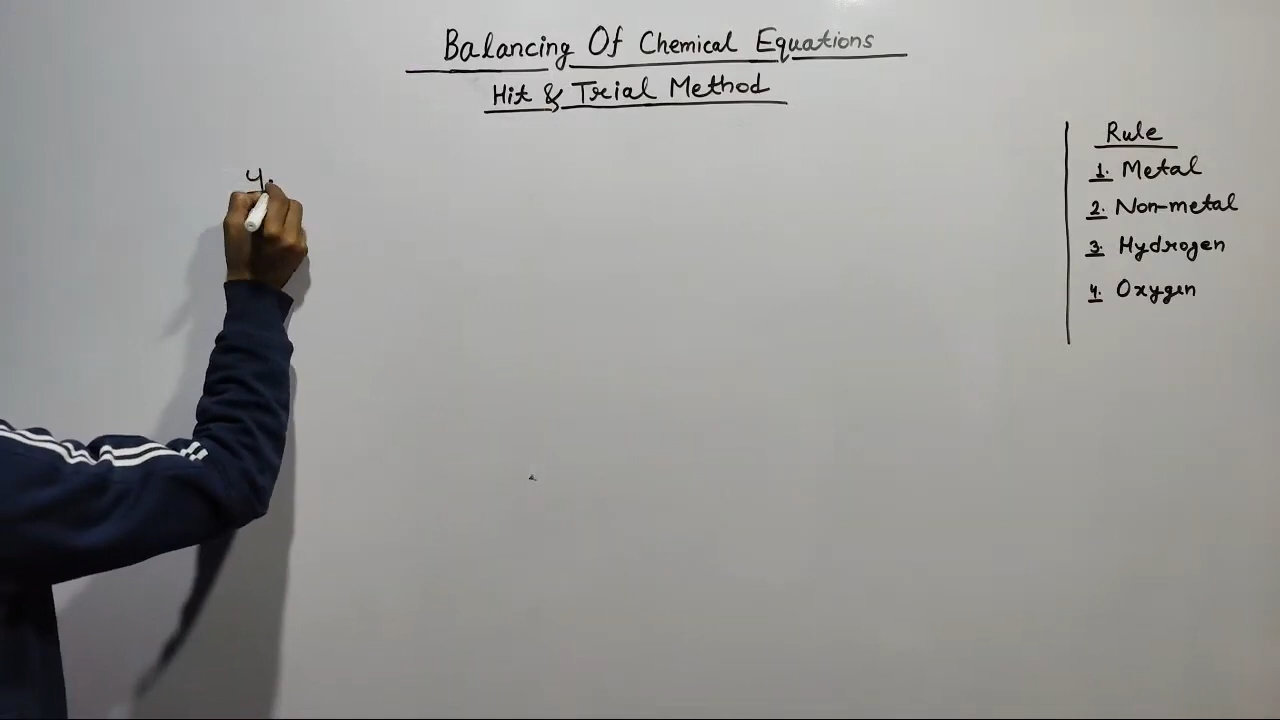 Balancing Of Chemical Equations
Hit & Trial Method
4.
Rule
1. Metal
2. Non-metal
3. Hydrogen
4. Oxygen